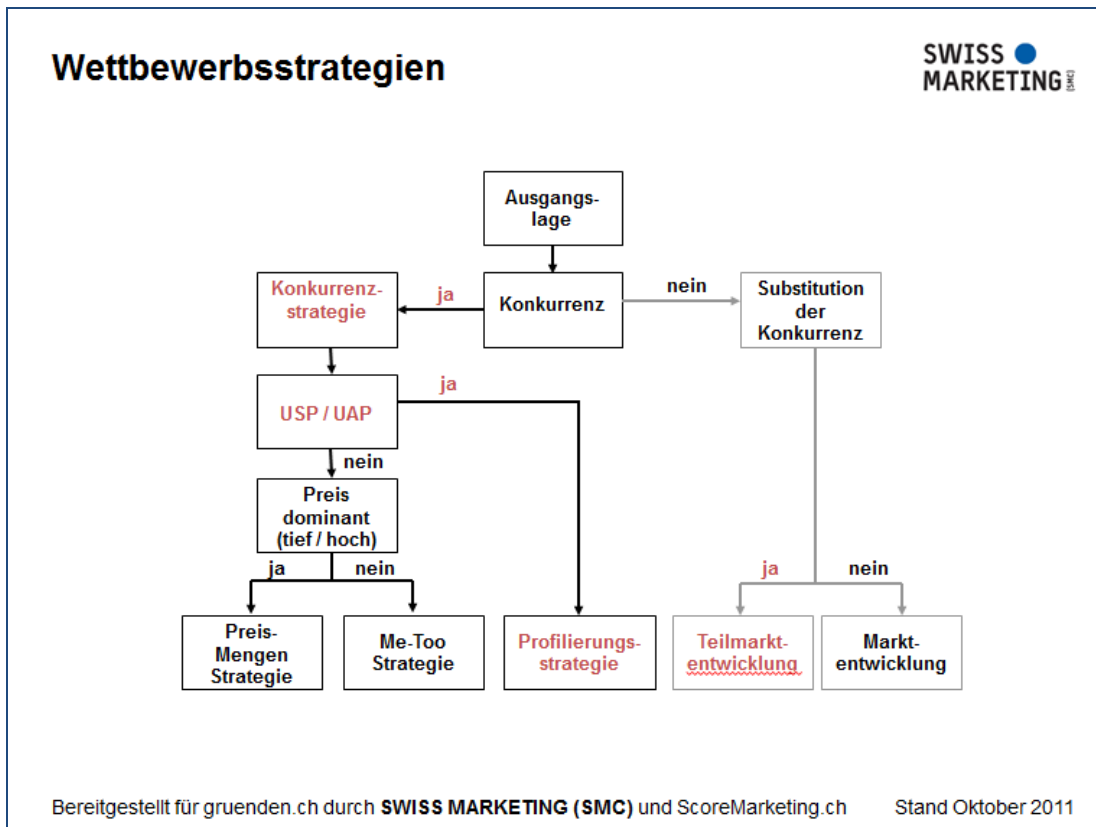 Wettbewerbsstrategien
SWISS
MARKETING (SMC)
Ausgangs-
lage
Konkurrenz-
strategie
ja
Konkurrenz
nein
Substitution
der
Konkurrenz
USP / UAP
ja
nein
Preis
dominant
(tief / hoch)
ja
nein
ja
nein
Preis-
Mengen
Strategie
Me-Too
Strategie
Profilierungs-
strategie
Teilmarkt-
entwicklung
Markt-
entwicklung
Bereitgestellt für gruenden.ch durch SWISS MARKETING (SMC) und ScoreMarketing.ch Stand Oktober 2011